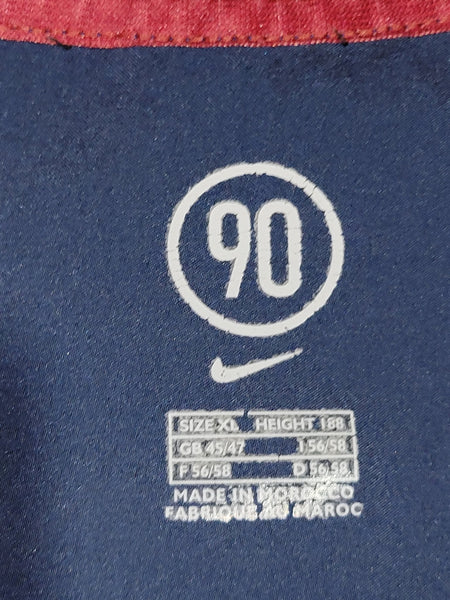 90
SIZE XL HEIGHT 188
GB 45/47 I 56/58
F 56/58 D 56/58
MADE IN MOROCCO
FABRIQUE AU MAROC